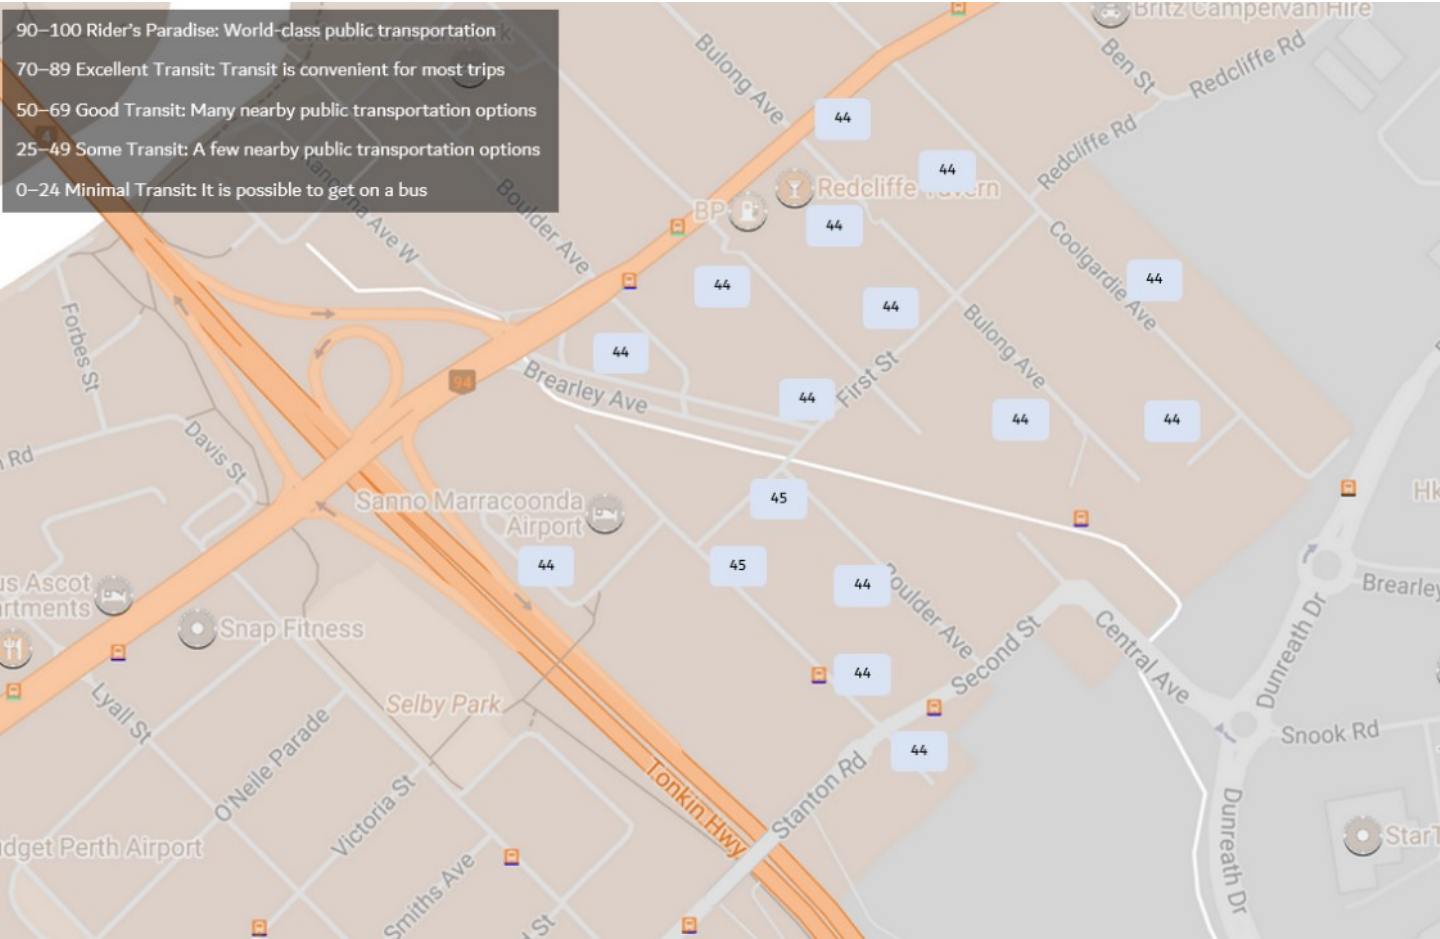 90–100 Rider's Paradise: World-class public transportation
70–89 Excellent Transit: Transit is convenient for most trips
50–69 Good Transit: Many nearby public transportation options
25–49 Some Transit: A few nearby public transportation options
0–24 Minimal Transit: It is possible to get on a bus
Britz Campervan Hire
Bulong Ave
Ben St
Redcliffe Rd
44
Redcliffe Rd
4
44
Redcliffe Tavern
BP
Boulder Ave
Ave W
44
Coolgardie Ave
44
44
44
Forbes St
Bulong Ave
44
First St
94
Brearley Ave
44
44
44
Davis St
Rd
Sanno Marracoonda
Airport
45
Hk
44
45
44
Boulder Ave
us Ascot
artments
Brearley
Snap Fitness
Second St
Central Ave
Dunreath Dr
44
Lyall St
Selby Park
O'Neile Parade
Snook Rd
44
Stanton Rd
Tonkin Hwy
Victoria St
Dunreath Dr
StarT
dget Perth Airport
Smiths Ave
St